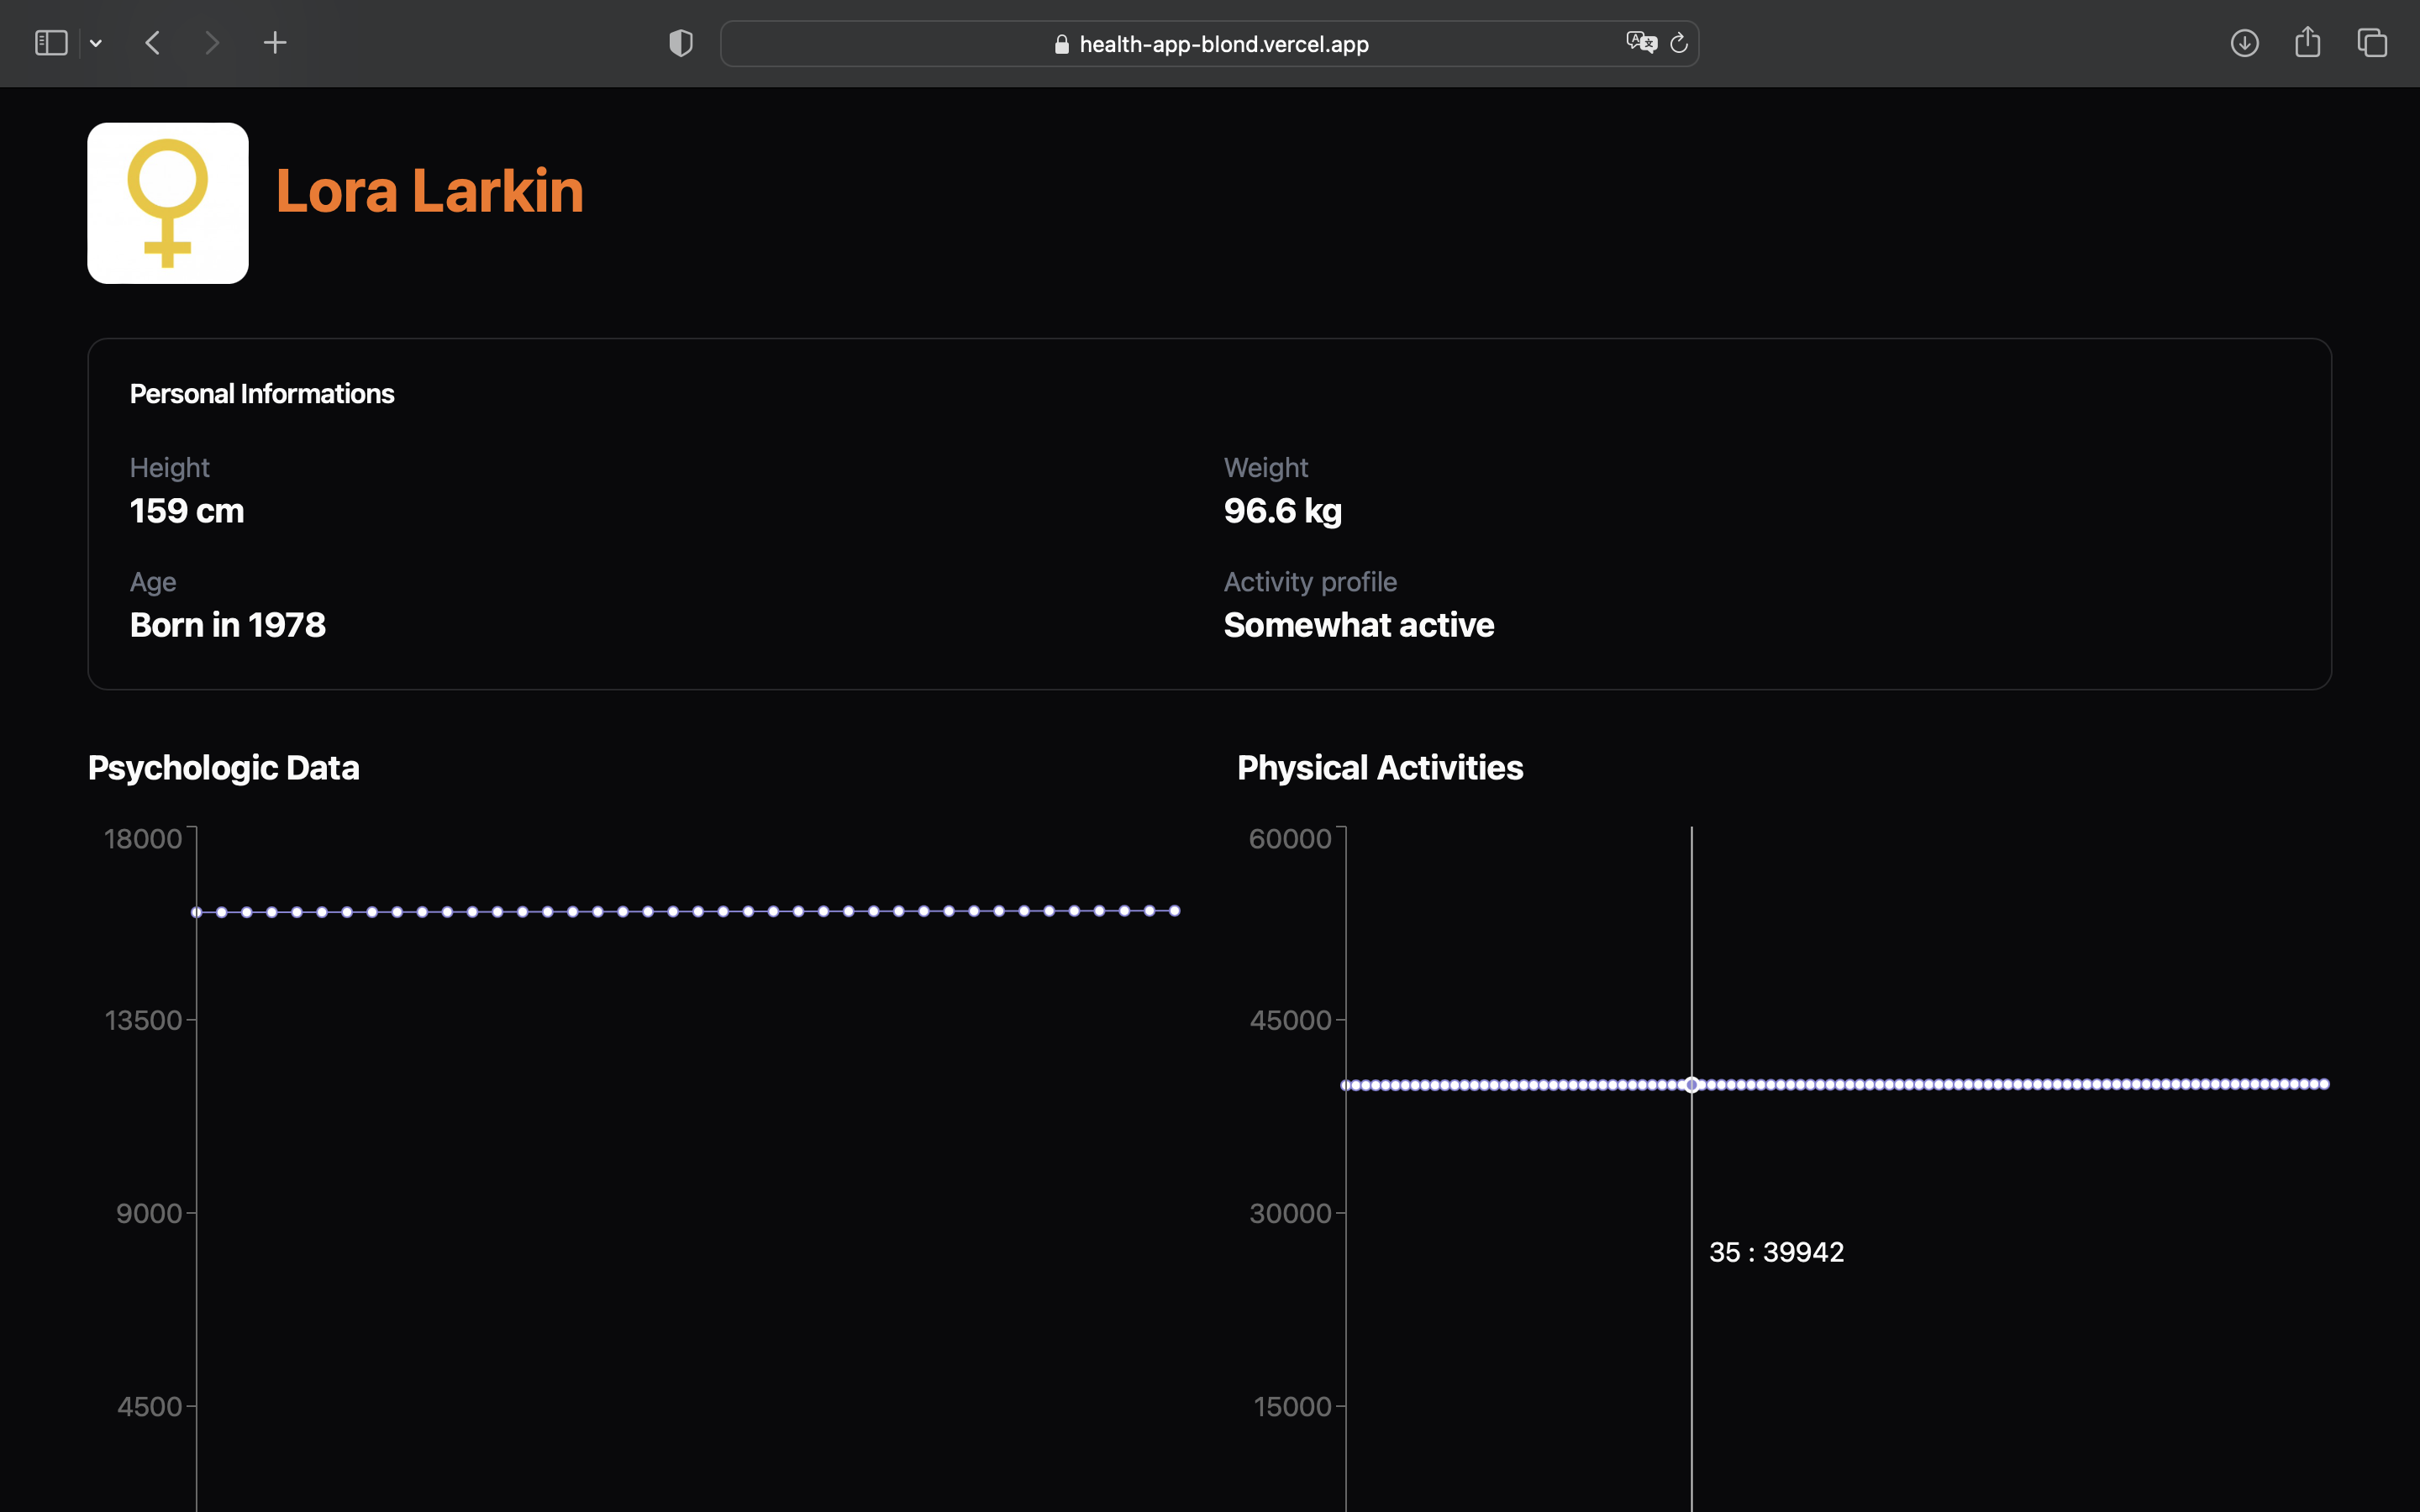 health-app-blond.vercel.app
Lora Larkin
Personal Informations
Height
159 cm
Weight
96.6 kg
Age
Born in 1978
Activity profile
Somewhat active
Psychologic Data
18000
13500
9000
4500
Physical Activities
60000
45000
30000
15000
35 : 39942